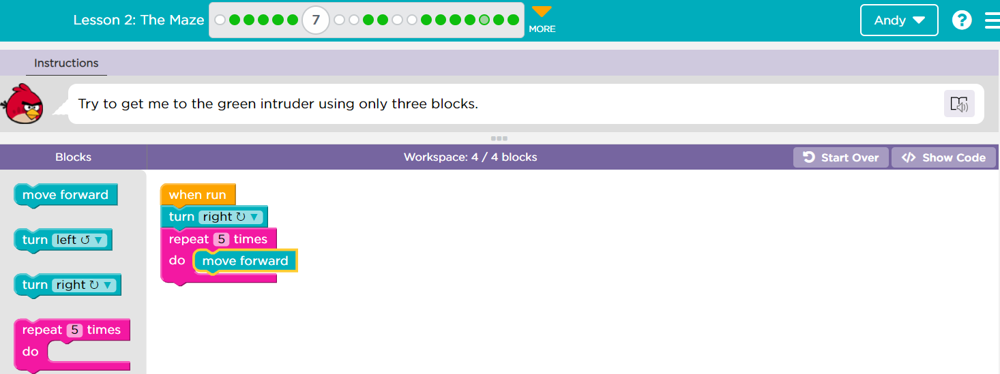 Lesson 2: The Maze 7 MORE Andy ?
Instructions
Try to get me to the green intruder using only three blocks.
Blocks Workspace: 4 / 4 blocks Start Over </> Show Code
move forward
turn left ↺ ▼
turn right ↻ ▼
repeat 5 times
do
when run
turn right ↻ ▼
repeat 5 times
do move forward